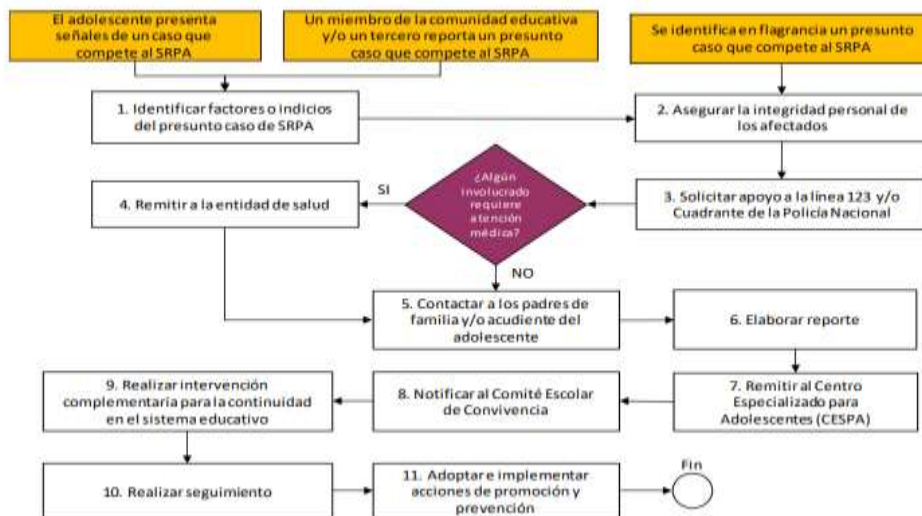 El adolescente presenta
señales de un caso que
compete al SRPA
Un miembro de la comunidad educativa
y/o un tercero reporta un presunto
caso que compete al SRPA
Se identifica en flagrancia un presunto
caso que compete al SRPA
1. Identificar factores o indicios
del presunto caso de SRPA
2. Asegurar la integridad personal de
los afectados
¿Algún
involucrado
requiere
atención
médica?
SI
4. Remitir a la entidad de salud
3. Solicitar apoyo a la línea 123 y/o
Cuadrante de la Policía Nacional
NO
5. Contactar a los padres de
familia y/o acudiente del
adolescente
6. Elaborar reporte
9. Realizar intervención
complementaria para la continuidad
en el sistema educativo
8. Notificar al Comité Escolar
de Convivencia
7. Remitir al Centro
Especializado para
Adolescentes (CESPA)
10. Realizar seguimiento
11. Adoptar e implementar
acciones de promoción y
prevención
Fin